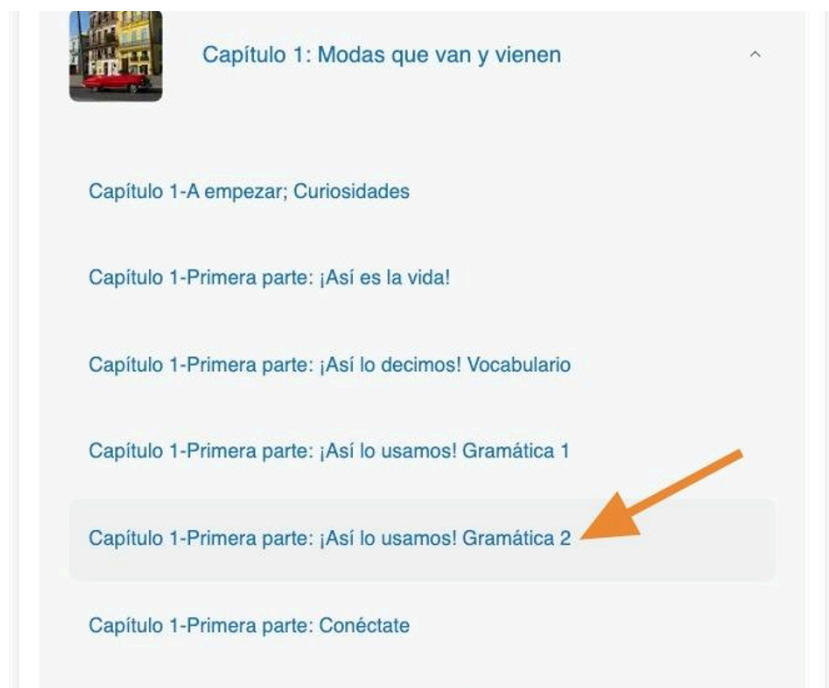 Capítulo 1: Modas que van y vienen
Capítulo 1-A empezar; Curiosidades
Capítulo 1-Primera parte: ¡Así es la vida!
Capítulo 1-Primera parte: ¡Así lo decimos! Vocabulario
Capítulo 1-Primera parte: ¡Así lo usamos! Gramática 1
Capítulo 1-Primera parte: ¡Así lo usamos! Gramática 2
Capítulo 1-Primera parte: Conéctate